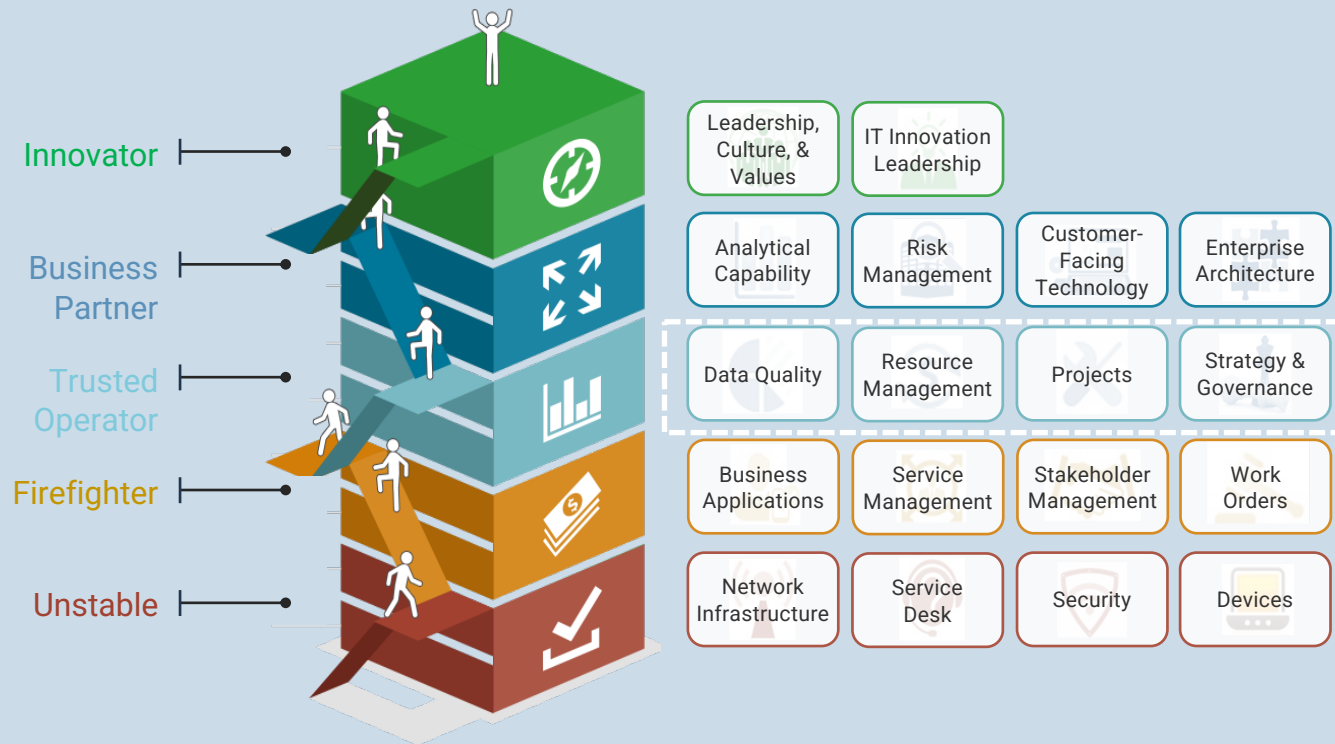 Innovator
Leadership,
Culture, &
Values
IT Innovation
Leadership
Business
Partner
Analytical
Capability
Risk
Management
Customer-
Facing
Technology
Enterprise
Architecture
Trusted
Operator
Data Quality
Resource
Management
Projects
Strategy &
Governance
Firefighter
Business
Applications
Service
Management
Stakeholder
Management
Work
Orders
Unstable
Network
Infrastructure
Service
Desk
Security
Devices
$